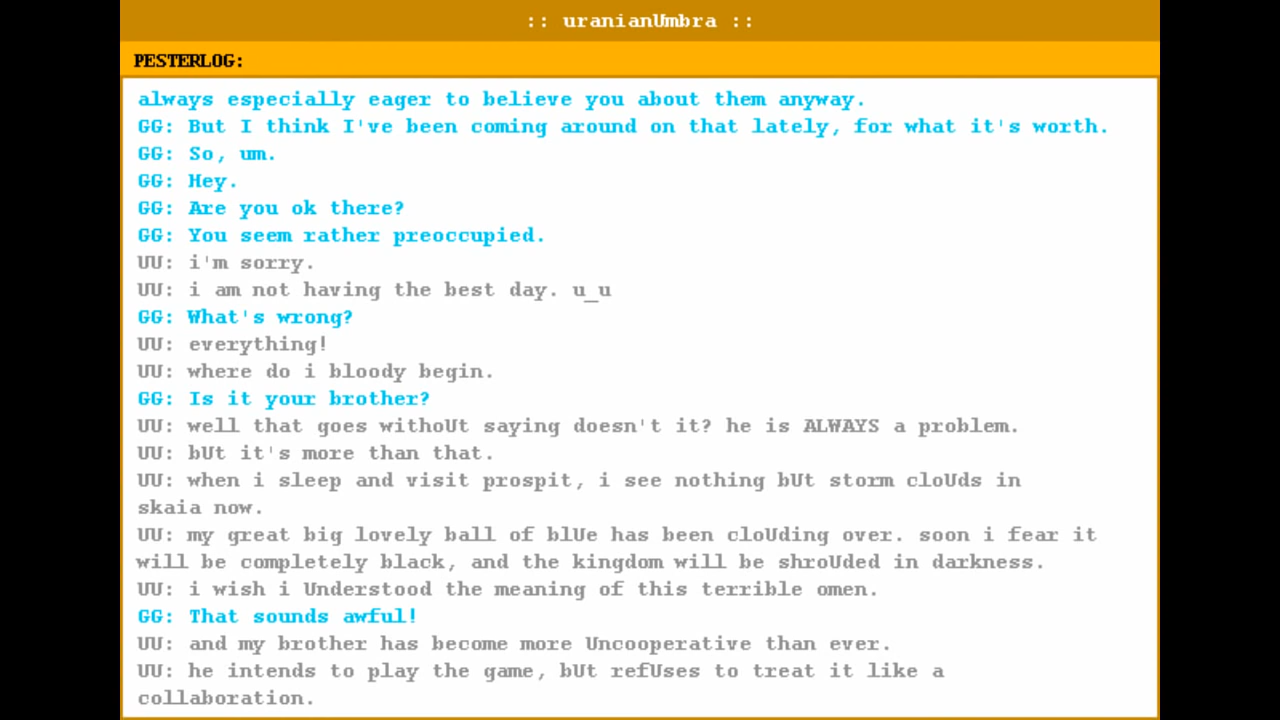 :: uranianUmbra ::
PESTERLOG:
always especially eager to believe you about them anyway.
GG: But I think I've been coming around on that lately, for what it's worth.
GG: So, um.
GG: Hey.
GG: Are you ok there?
GG: You seem rather preoccupied.
UU: i'm sorry.
UU: i am not having the best day. u_u
GG: What's wrong?
UU: everything!
UU: where do i bloody begin.
GG: Is it your brother?
UU: well that goes withoUt saying doesn't it? he is ALWAYS a problem.
UU: bUt it's more than that.
UU: when i sleep and visit prospit, i see nothing bUt storm cloUds in
skaia now.
UU: my great big lovely ball of blUe has been cloUding over. soon i fear it
will be completely black, and the kingdom will be shroUded in darkness.
UU: i wish i Understood the meaning of this terrible omen.
GG: That sounds awful!
UU: and my brother has become more Uncooperative than ever.
UU: he intends to play the game, bUt refUses to treat it like a
collaboration.